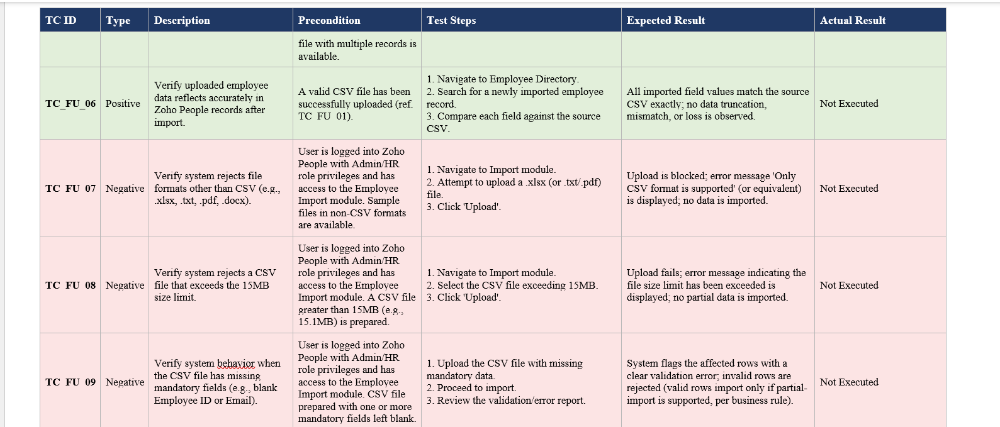 TC ID Type Description Precondition Test Steps Expected Result Actual Result
file with multiple records is
available.
TC_FU_06
Positive
Verify uploaded employee
data reflects accurately in
Zoho People records after
import.
A valid CSV file has been
successfully uploaded (ref.
TC_FU_01).
1. Navigate to Employee Directory.
2. Search for a newly imported employee
record.
3. Compare each field against the source
CSV.
All imported field values match the source
CSV exactly; no data truncation,
mismatch, or loss is observed.
Not Executed
TC_FU_07
Negative
Verify system rejects file
formats other than CSV (e.g.,
.xlsx, .txt, .pdf, .docx).
User is logged into Zoho
People with Admin/HR
role privileges and has
access to the Employee
Import module. Sample
files in non-CSV formats
are available.
1. Navigate to Import module.
2. Attempt to upload a .xlsx (or .txt/.pdf)
file.
3. Click 'Upload'.
Upload is blocked; error message 'Only
CSV format is supported' (or equivalent)
is displayed; no data is imported.
Not Executed
TC_FU_08
Negative
Verify system rejects a CSV
file that exceeds the 15MB
size limit.
User is logged into Zoho
People with Admin/HR
role privileges and has
access to the Employee
Import module. A CSV file
greater than 15MB (e.g.,
15.1MB) is prepared.
1. Navigate to Import module.
2. Select the CSV file exceeding 15MB.
3. Click 'Upload'.
Upload fails; error message indicating the
file size limit has been exceeded is
displayed; no partial data is imported.
Not Executed
TC_FU_09
Negative
Verify system behavior when
the CSV file has missing
mandatory fields (e.g., blank
Employee ID or Email).
User is logged into Zoho
People with Admin/HR
role privileges and has
access to the Employee
Import module. CSV file
prepared with one or more
mandatory fields left blank.
1. Upload the CSV file with missing
mandatory data.
2. Proceed to import.
3. Review the validation/error report.
System flags the affected rows with a
clear validation error; invalid rows are
rejected (valid rows import only if partial-
import is supported, per business rule).
Not Executed